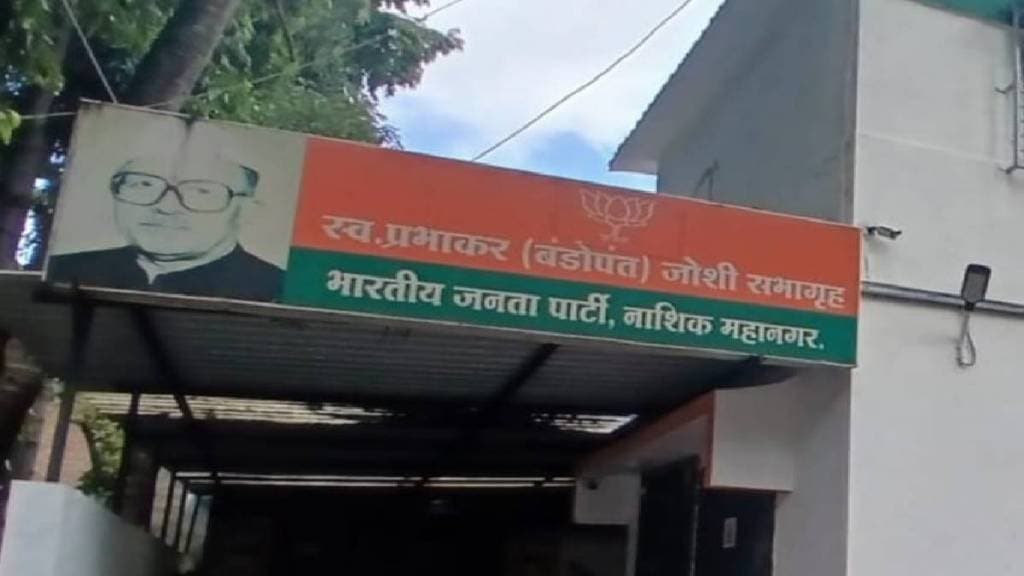 स्व.प्रभाकर (बंडोपंत) जोशी सभागृह
भारतीय जनता पार्टी, नाशिक महानगर.